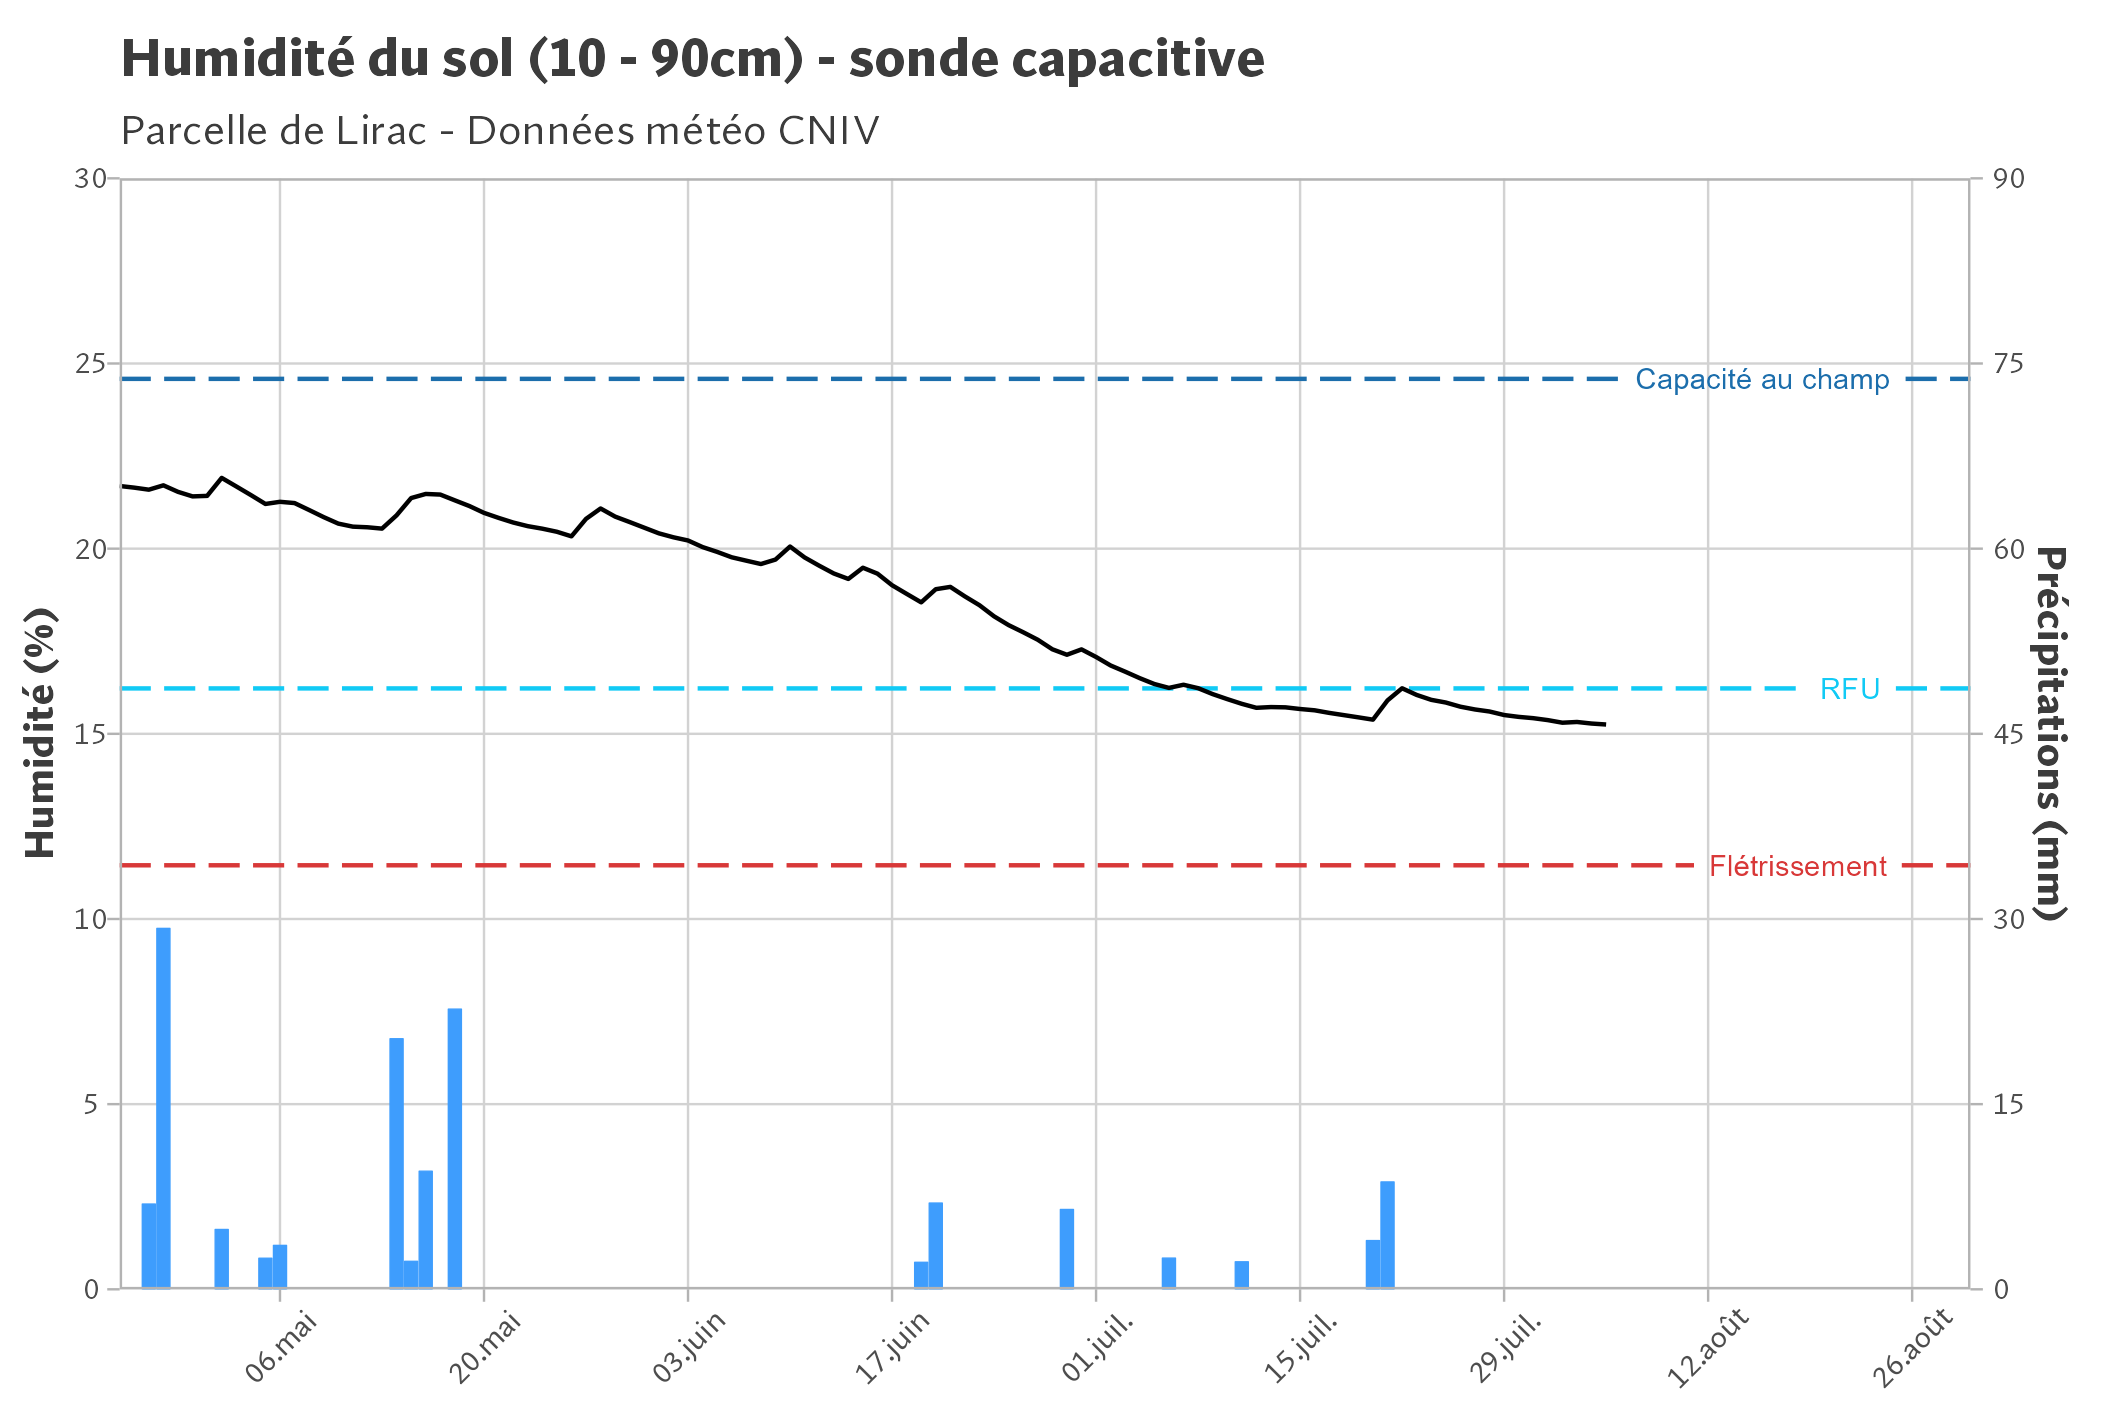 Humidité du sol (10 - 90cm) - sonde capacitive
Parcelle de Lirac - Données météo CNIV
30
25
20
15
10
5
0
Humidité (%)
90
75
60
45
30
15
0
Précipitations (mm)
Capacité au champ
RFU
Flétrissement
06.mai
20.mai
03.juin
17.juin
01.juil.
15.juil.
29.juil.
12.août
26.août